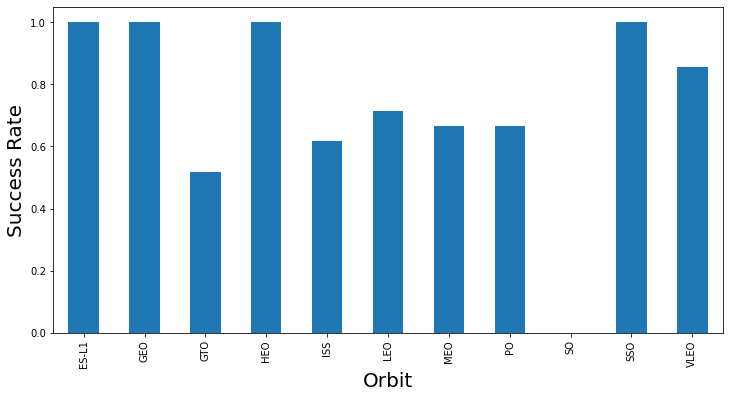 1.0
0.8
0.6
0.4
0.2
0.0
Success Rate
ES-L1
GEO
GTO
HEO
ISS
LEO
MEO
PO
SO
SSO
VLEO
Orbit